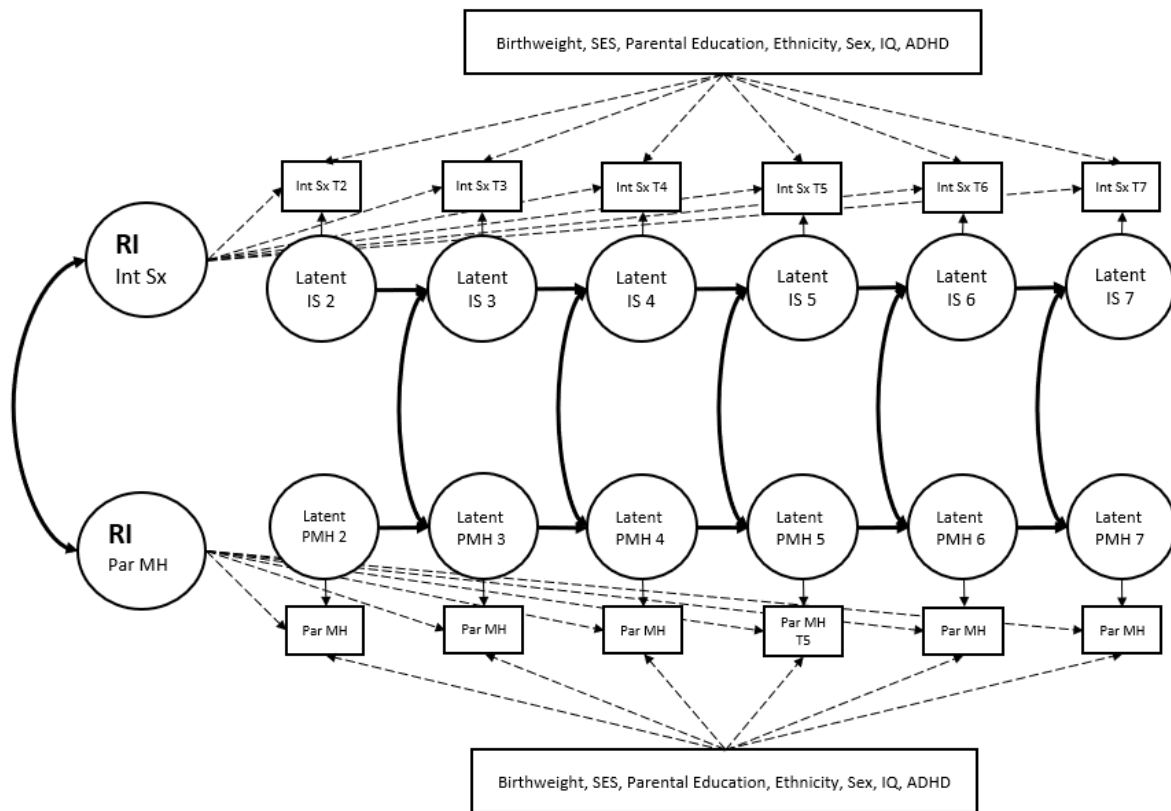 Birthweight, SES, Parental Education, Ethnicity, Sex, IQ, ADHD
Int Sx T2
Int Sx T3
Int Sx T4
Int Sx T5
Int Sx T6
Int Sx T7
RI
Int Sx
Latent
IS 2
Latent
IS 3
Latent
IS 4
Latent
IS 5
Latent
IS 6
Latent
IS 7
RI
Par MH
Latent
PMH 2
Latent
PMH 3
Latent
PMH 4
Latent
PMH 5
Latent
PMH 6
Latent
PMH 7
Par MH
Par MH
Par MH
Par MH
T5
Par MH
Par MH
Birthweight, SES, Parental Education, Ethnicity, Sex, IQ, ADHD